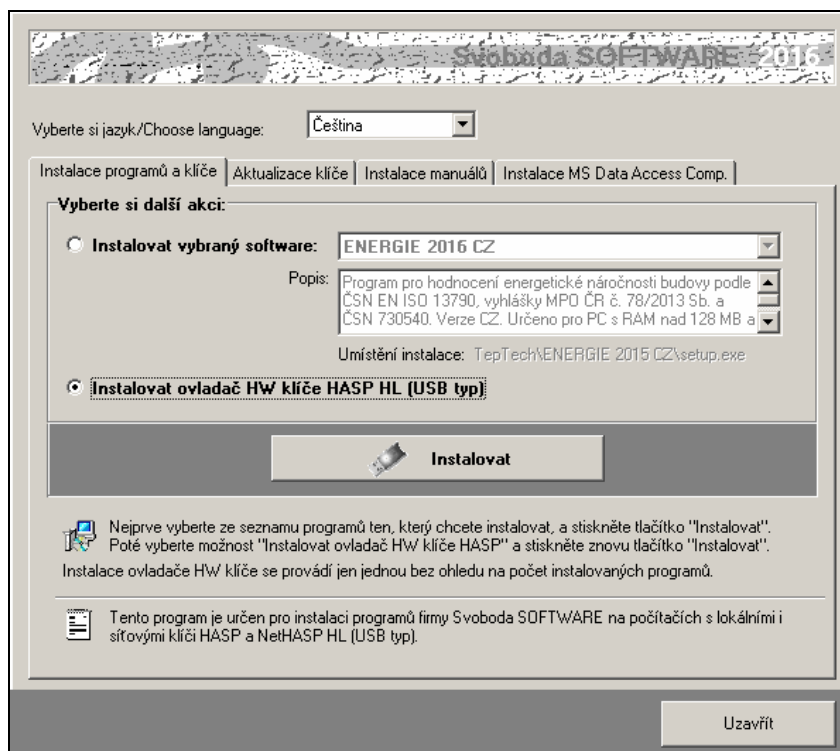 Svoboda SOFTWARE 2016
Vyberte si jazyk/Choose language: Čeština
Instalace programů a klíče Aktualizace klíče Instalace manuálů Instalace MS Data Access Comp.
Vyberte si další akci:
Instalovat vybraný software: ENERGIE 2016 CZ
Popis: Program pro hodnocení energetické náročnosti budovy podle
ČSN EN ISO 13790, vyhlášky MPO ČR č. 78/2013 Sb. a
ČSN 730540. Verze CZ. Určeno pro PC s RAM nad 128 MB a
Umístění instalace: TepTech\ENERGIE 2015 CZ\setup.exe
Instalovat ovladač HW klíče HASP HL (USB typ)
Instalovat
Nejprve vyberte ze seznamu programů ten, který chcete instalovat, a stiskněte tlačítko "Instalovat".
Poté vyberte možnost "Instalovat ovladač HW klíče HASP" a stiskněte znovu tlačítko "Instalovat".
Instalace ovladače HW klíče se provádí jen jednou bez ohledu na počet instalovaných programů.
Tento program je určen pro instalaci programů firmy Svoboda SOFTWARE na počítačích s lokálními i
síťovými klíči HASP a NetHASP HL (USB typ).
Uzavřít